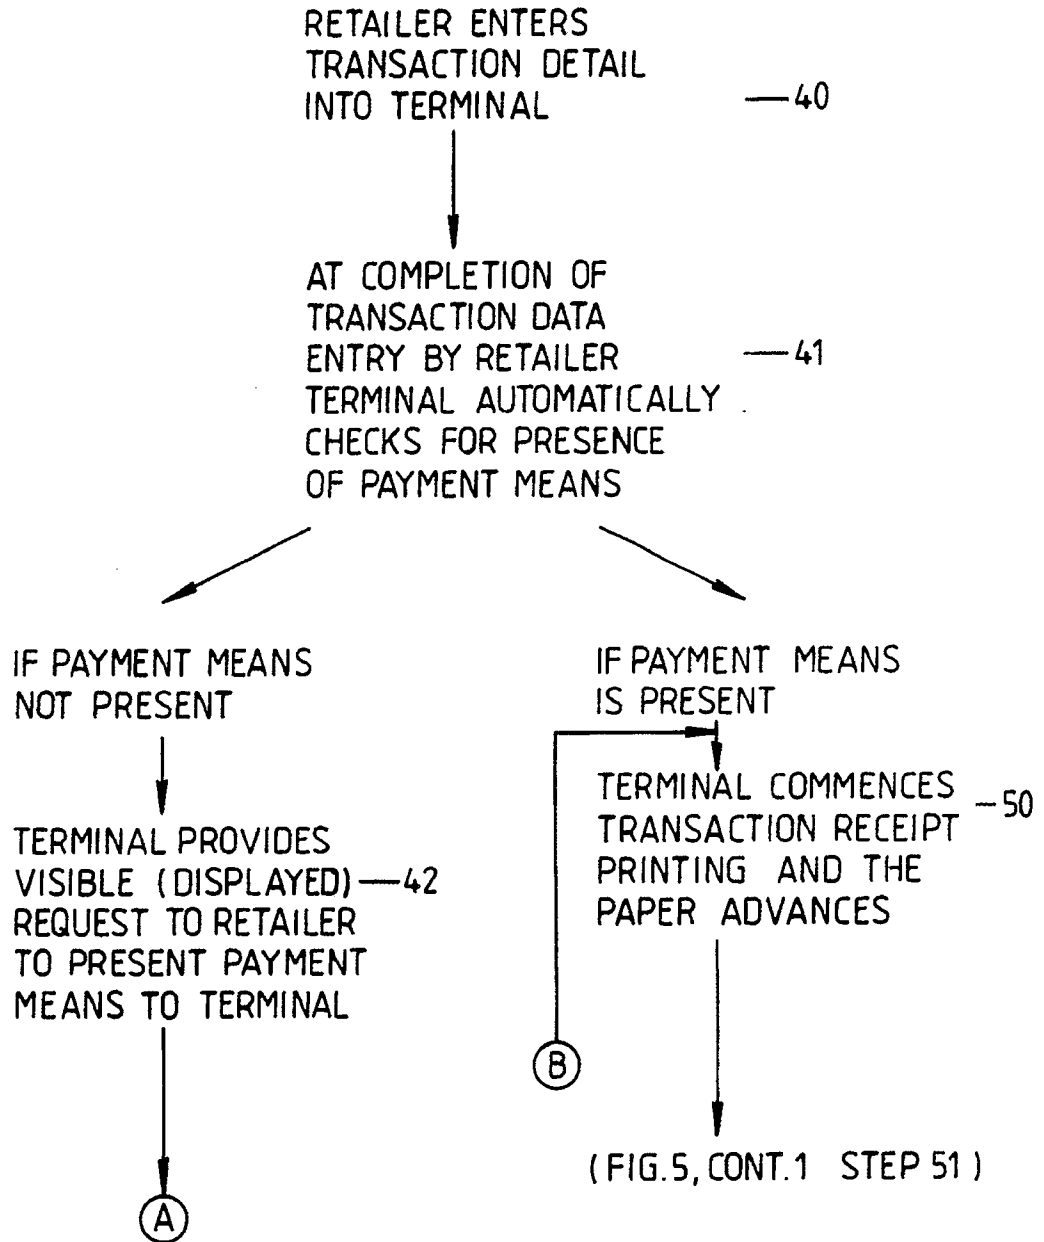 RETAILER ENTERS
TRANSACTION DETAIL
INTO TERMINAL —40
AT COMPLETION OF
TRANSACTION DATA
ENTRY BY RETAILER —41
TERMINAL AUTOMATICALLY
CHECKS FOR PRESENCE
OF PAYMENT MEANS
IF PAYMENT MEANS
NOT PRESENT
TERMINAL PROVIDES
VISIBLE (DISPLAYED) —42
REQUEST TO RETAILER
TO PRESENT PAYMENT
MEANS TO TERMINAL
A
IF PAYMENT MEANS
IS PRESENT
TERMINAL COMMENCES —50
TRANSACTION RECEIPT
PRINTING AND THE
PAPER ADVANCES
B
(FIG.5, CONT.1 STEP 51)